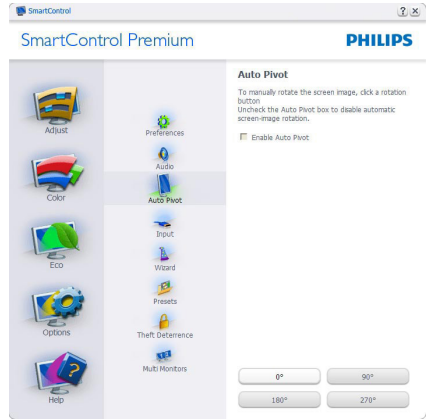 SmartControl
SmartControl Premium
PHILIPS
Adjust
Color
Eco
Options
Help
Preferences
Audio
Auto Pivot
Input
Wizard
Presets
Theft Deterrence
Multi Monitors
Auto Pivot
To manually rotate the screen image, click a rotation
button
Uncheck the Auto Pivot box to disable automatic
screen-image rotation.
Enable Auto Pivot
0°
90°
180°
270°